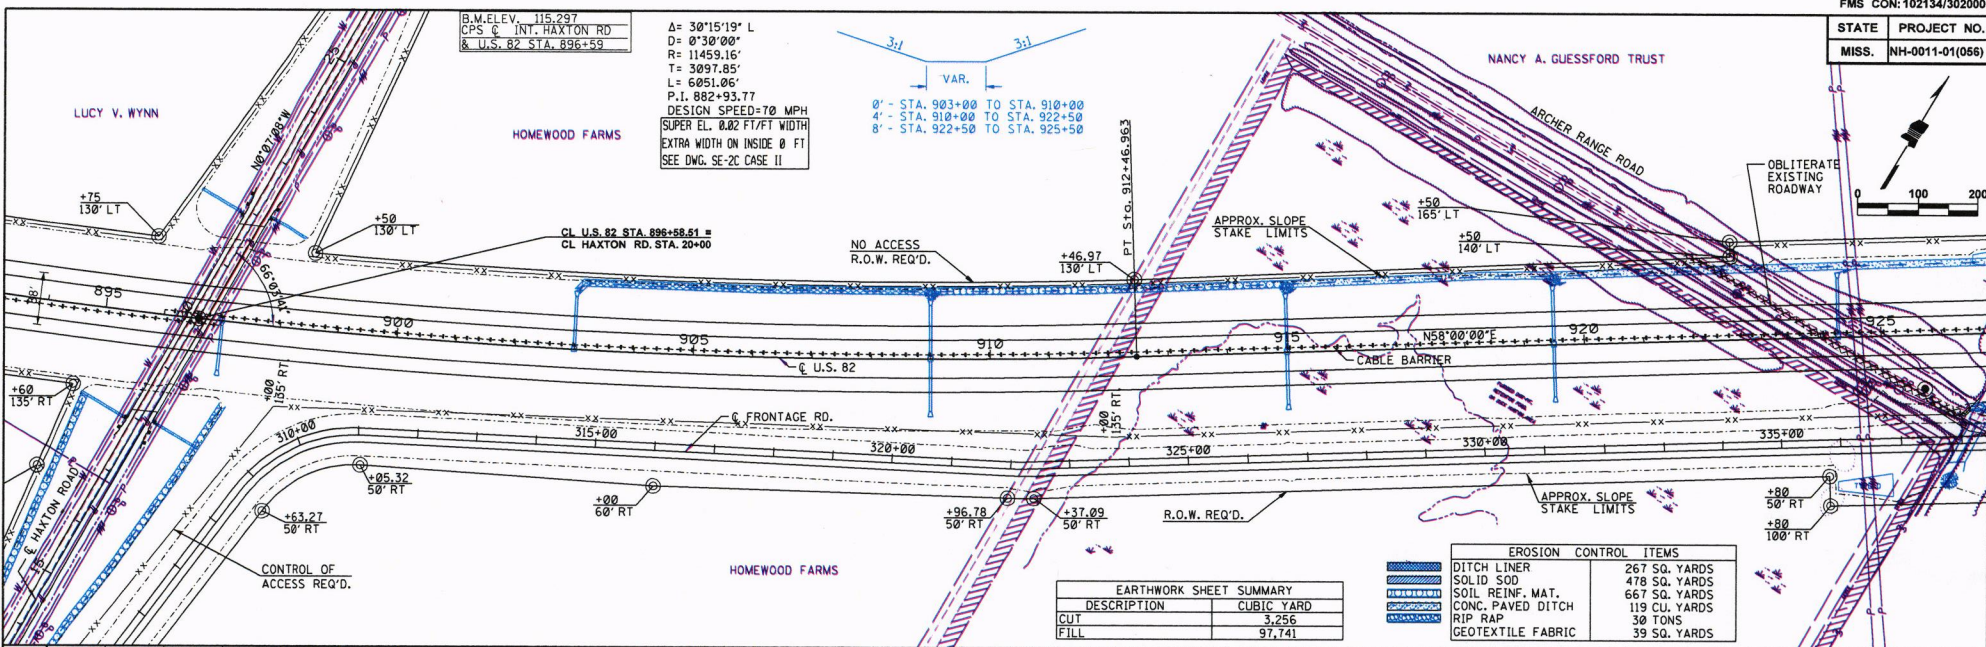 FMS CON: 102134/302000
STATE PROJECT NO.
MISS. NH-0011-01(056)
B.M.ELEV. 115.297
CPS ℄ INT. HAXTON RD
& U.S. 82 STA. 896+59
Δ= 30°15'19" L
D= 0°30'00"
R= 11459.16'
T= 3097.85'
L= 6051.06'
P.I. 882+93.77
DESIGN SPEED=70 MPH
SUPER EL. 0.02 FT/FT WIDTH
EXTRA WIDTH ON INSIDE 0 FT
SEE DWG. SE-2C CASE II
3:1 3:1
VAR.
0' - STA. 903+00 TO STA. 910+00
4' - STA. 910+00 TO STA. 922+50
8' - STA. 922+50 TO STA. 925+50
NANCY A. GUESSFORD TRUST
LUCY V. WYNN
HOMEWOOD FARMS
N0°07'08"W
25
ARCHER RANGE ROAD
OBLITERATE
EXISTING
ROADWAY
0 100 200
PT Sta. 912+46.963
+75
130' LT
+50
130' LT
CL U.S. 82 STA. 896+58.51 =
CL HAXTON RD. STA. 20+00
NO ACCESS
R.O.W. REQ'D.
+46.97
130' LT
APPROX. SLOPE
STAKE LIMITS
+50
165' LT
+50
140' LT
895
900
905
910
915
N58°00'00"E
920
925
℄ U.S. 82
CABLE BARRIER
+60
135' RT
+00
135' RT
+00
135' RT
℄ FRONTAGE RD.
310+00
315+00
320+00
325+00
330+00
335+00
+05.32
50' RT
+63.27
50' RT
+00
60' RT
+96.78
50' RT
+37.09
50' RT
R.O.W. REQ'D.
APPROX. SLOPE
STAKE LIMITS
+80
50' RT
+80
100' RT
℄ HAXTON ROAD
15
CONTROL OF
ACCESS REQ'D.
HOMEWOOD FARMS
EARTHWORK SHEET SUMMARY
DESCRIPTION CUBIC YARD
CUT 3,256
FILL 97,741
EROSION CONTROL ITEMS
DITCH LINER 267 SQ. YARDS
SOLID SOD 478 SQ. YARDS
SOIL REINF. MAT. 667 SQ. YARDS
CONC. PAVED DITCH 119 CU. YARDS
RIP RAP 30 TONS
GEOTEXTILE FABRIC 39 SQ. YARDS